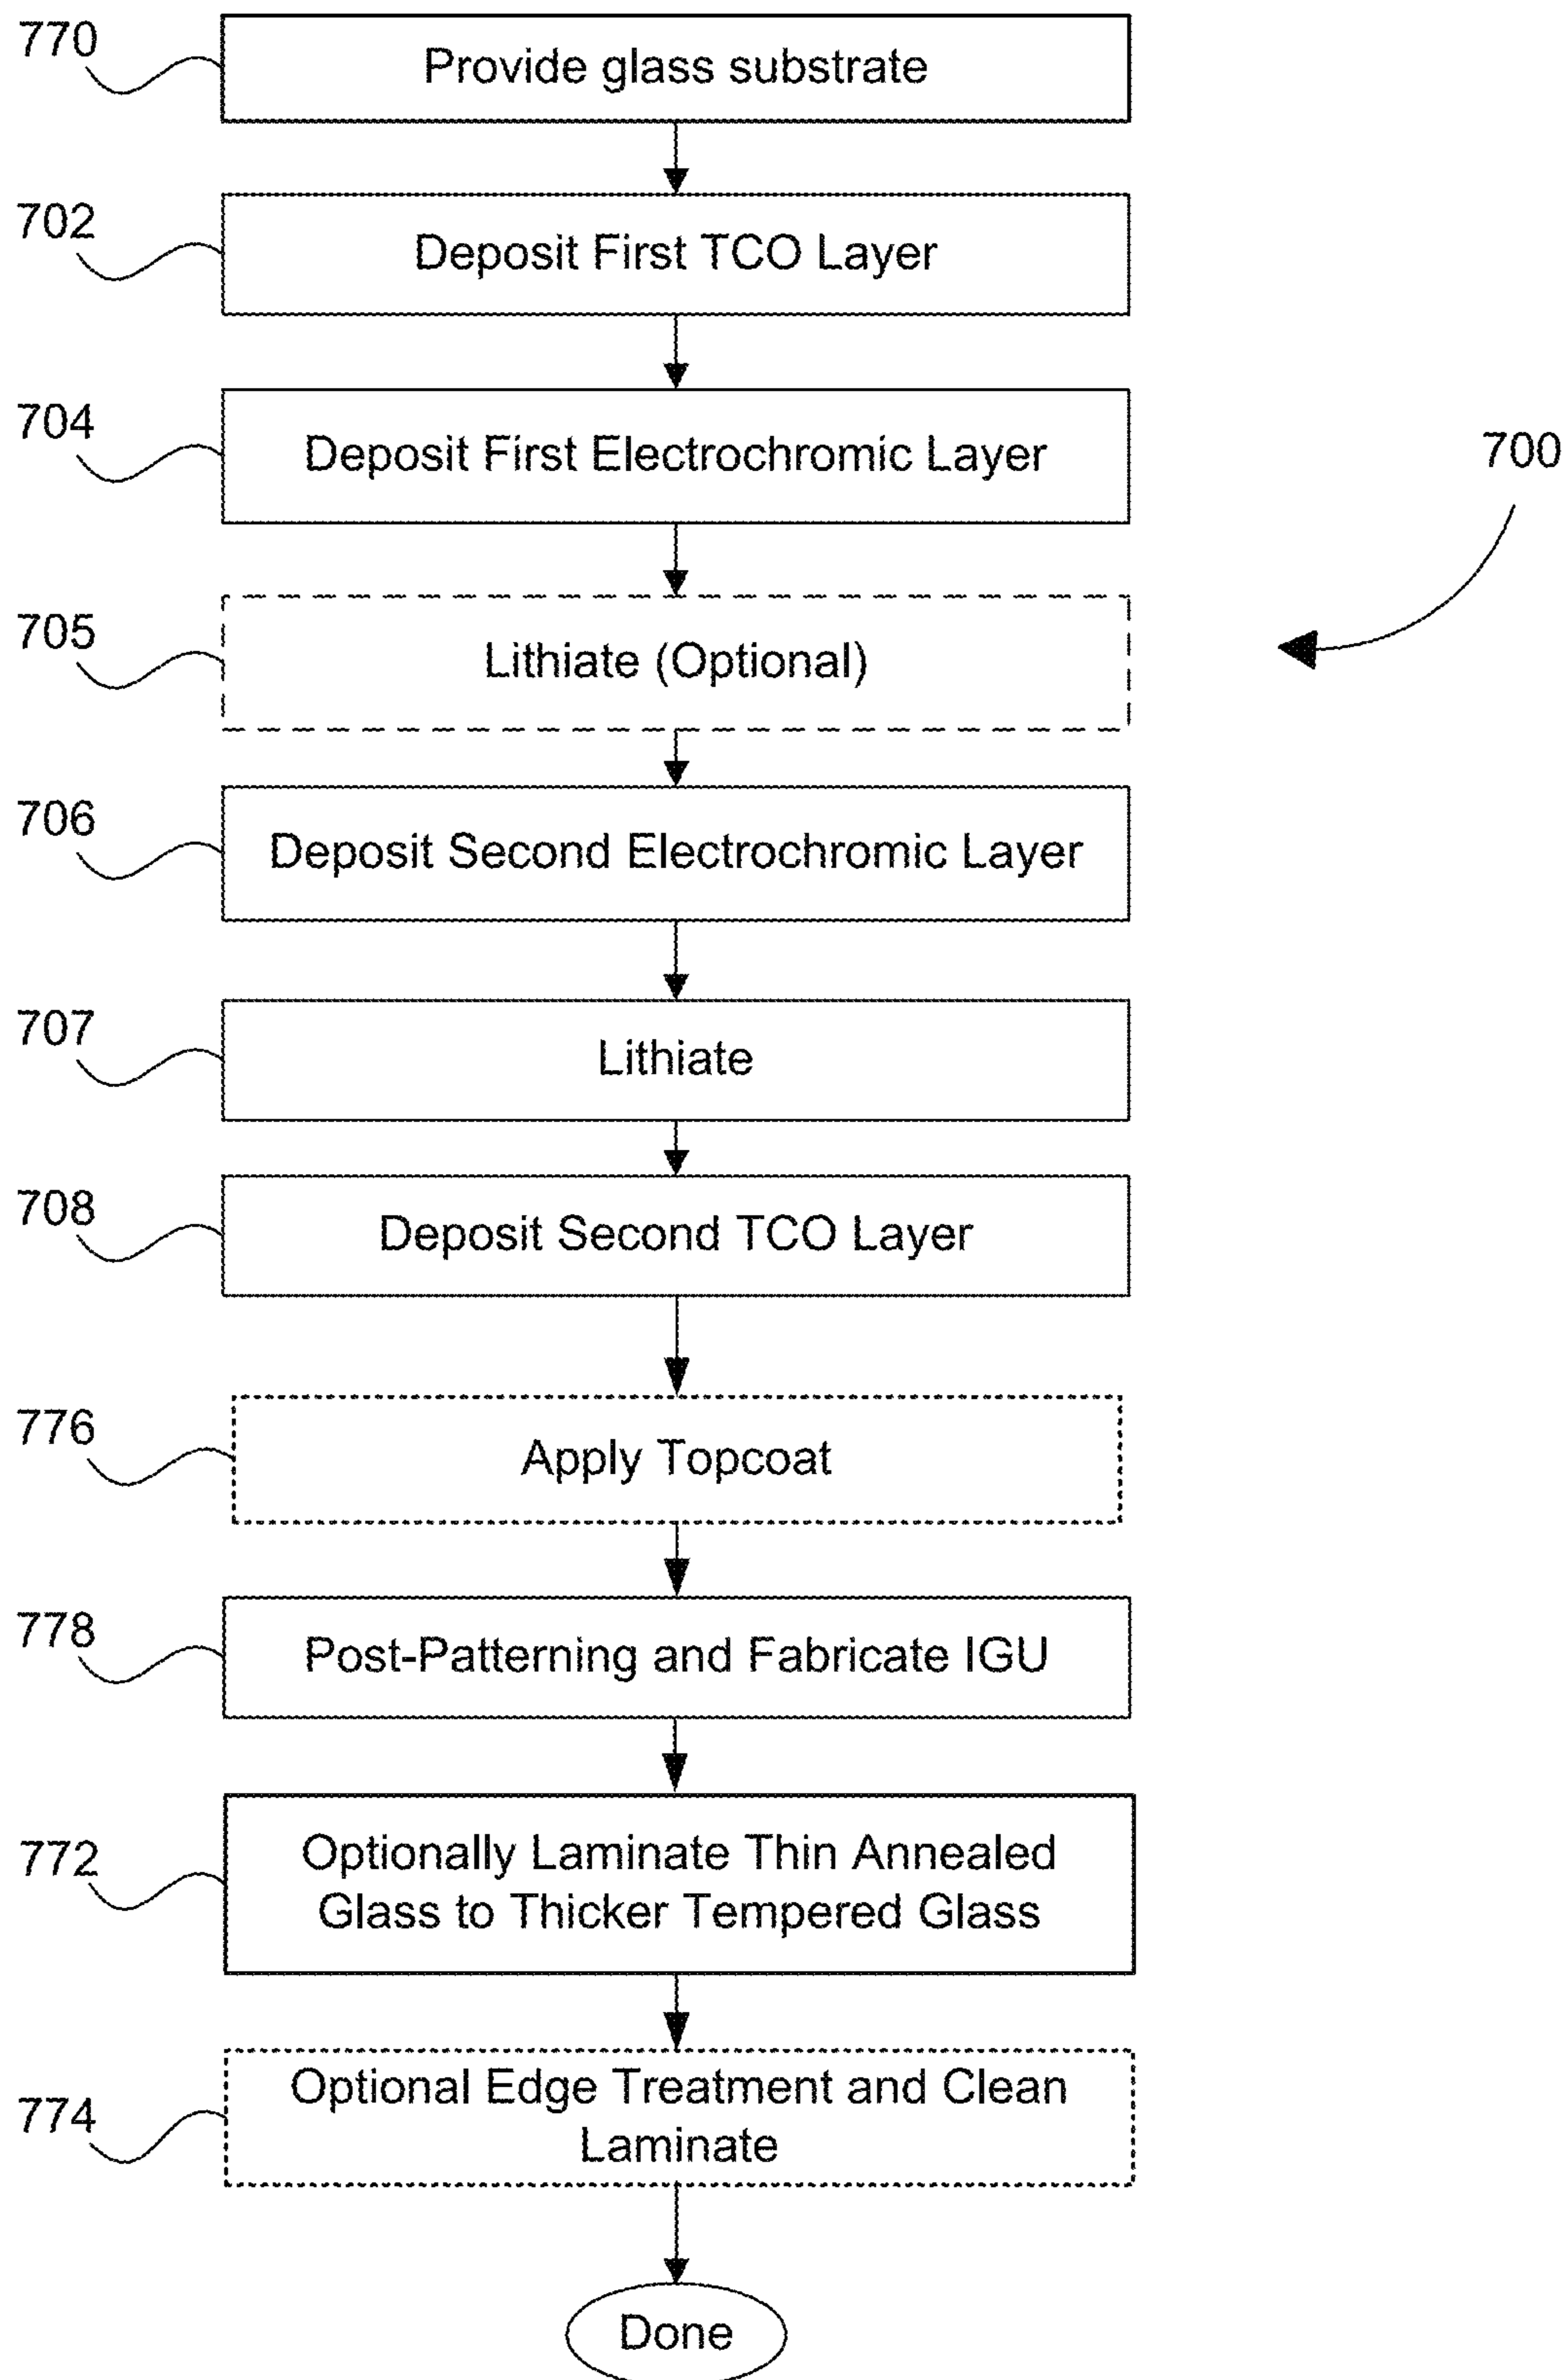 770
Provide glass substrate
702
Deposit First TCO Layer
704
Deposit First Electrochromic Layer
700
705
Lithiate (Optional)
706
Deposit Second Electrochromic Layer
707
Lithiate
708
Deposit Second TCO Layer
776
Apply Topcoat
778
Post-Patterning and Fabricate IGU
772
Optionally Laminate Thin Annealed
Glass to Thicker Tempered Glass
774
Optional Edge Treatment and Clean
Laminate
Done